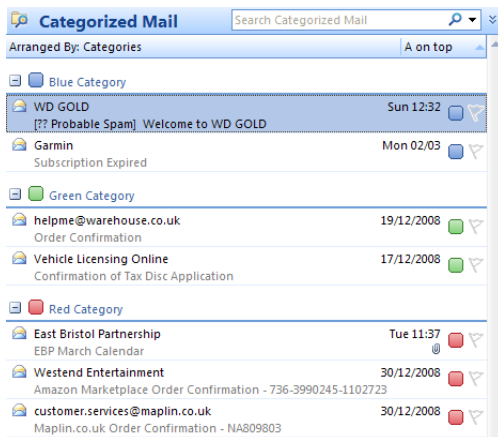 Categorized Mail Search Categorized Mail
Arranged By: Categories A on top
Blue Category
WD GOLD Sun 12:32
[?? Probable Spam] Welcome to WD GOLD
Garmin Mon 02/03
Subscription Expired
Green Category
helpme@warehouse.co.uk 19/12/2008
Order Confirmation
Vehicle Licensing Online 17/12/2008
Confirmation of Tax Disc Application
Red Category
East Bristol Partnership Tue 11:37
EBP March Calendar
Westend Entertainment 30/12/2008
Amazon Marketplace Order Confirmation - 736-3990245-1102723
customer.services@maplin.co.uk 30/12/2008
Maplin.co.uk Order Confirmation - NA809803